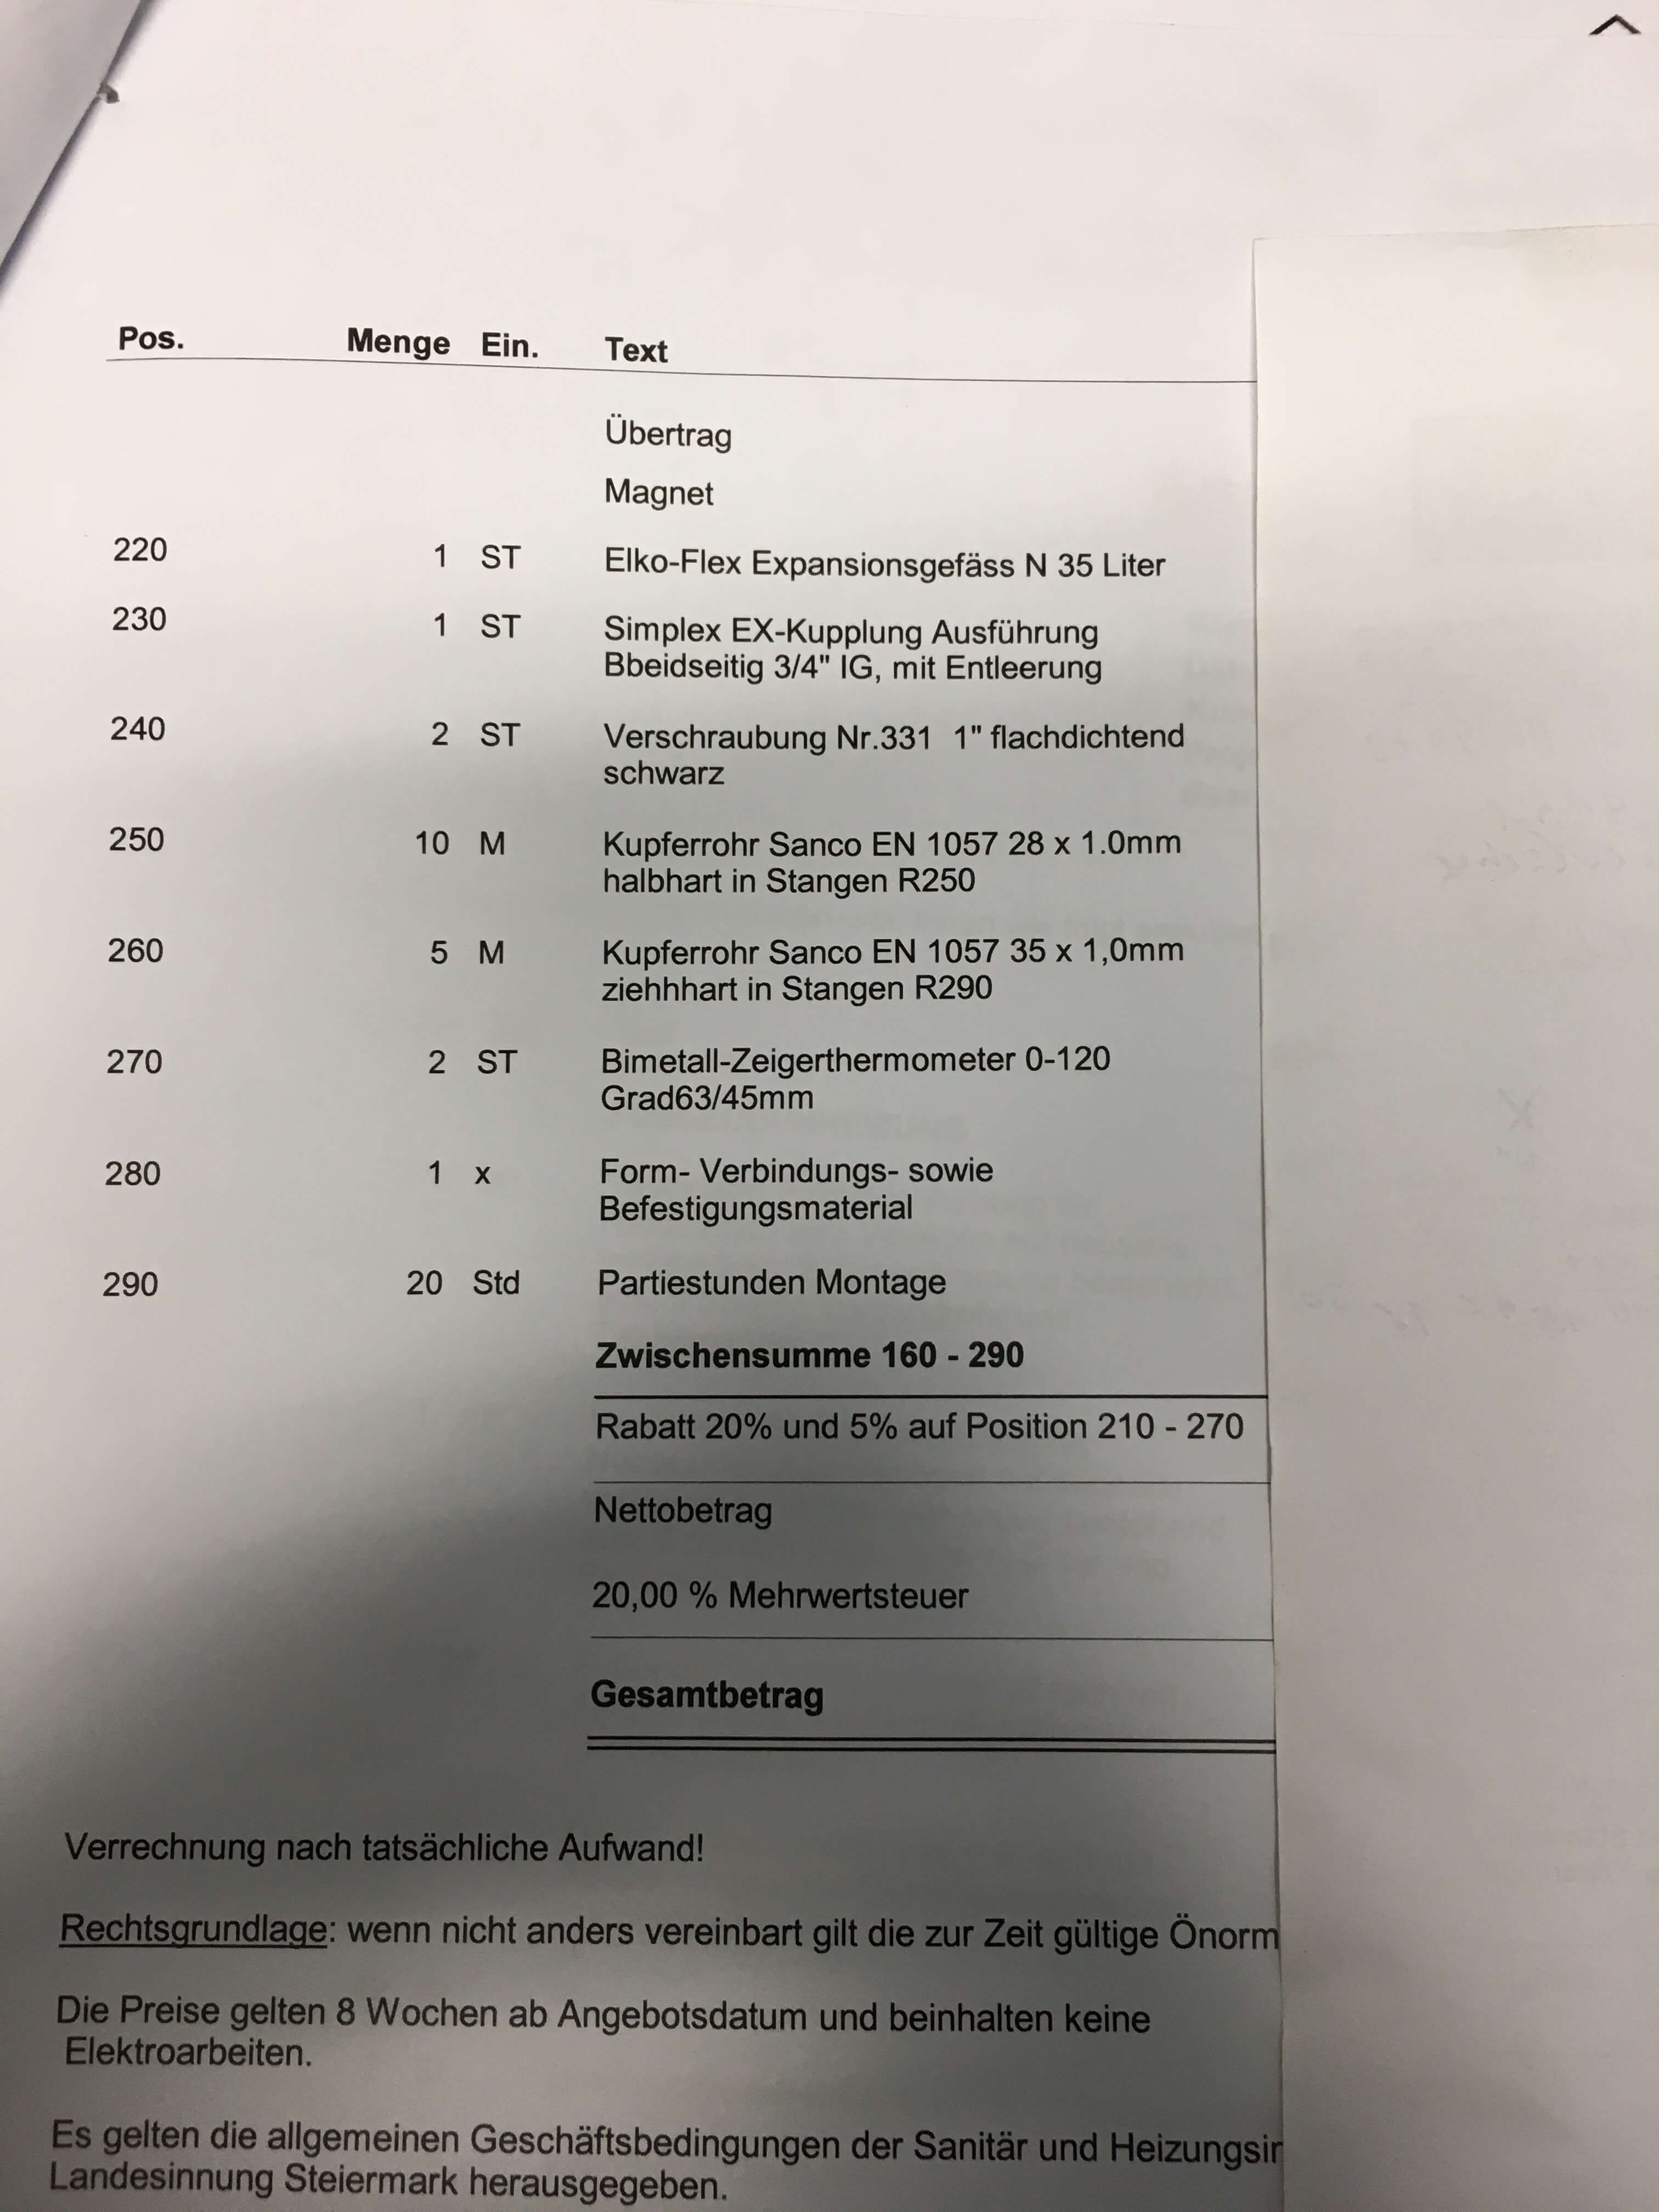 Pos. Menge Ein. Text
Übertrag
Magnet
220 1 ST Elko-Flex Expansionsgefäss N 35 Liter
230 1 ST Simplex EX-Kupplung Ausführung
Bbeidseitig 3/4" IG, mit Entleerung
240 2 ST Verschraubung Nr.331 1" flachdichtend
schwarz
250 10 M Kupferrohr Sanco EN 1057 28 x 1.0mm
halbhart in Stangen R250
260 5 M Kupferrohr Sanco EN 1057 35 x 1,0mm
ziehhhart in Stangen R290
270 2 ST Bimetall-Zeigerthermometer 0-120
Grad63/45mm
280 1 x Form- Verbindungs- sowie
Befestigungsmaterial
290 20 Std Partiestunden Montage
Zwischensumme 160 - 290
Rabatt 20% und 5% auf Position 210 - 270
Nettobetrag
20,00 % Mehrwertsteuer
Gesamtbetrag
Verrechnung nach tatsächliche Aufwand!
Rechtsgrundlage: wenn nicht anders vereinbart gilt die zur Zeit gültige Önorm
Die Preise gelten 8 Wochen ab Angebotsdatum und beinhalten keine
Elektroarbeiten.
Es gelten die allgemeinen Geschäftsbedingungen der Sanitär und
Landesinnung Steiermark herausgegeben.